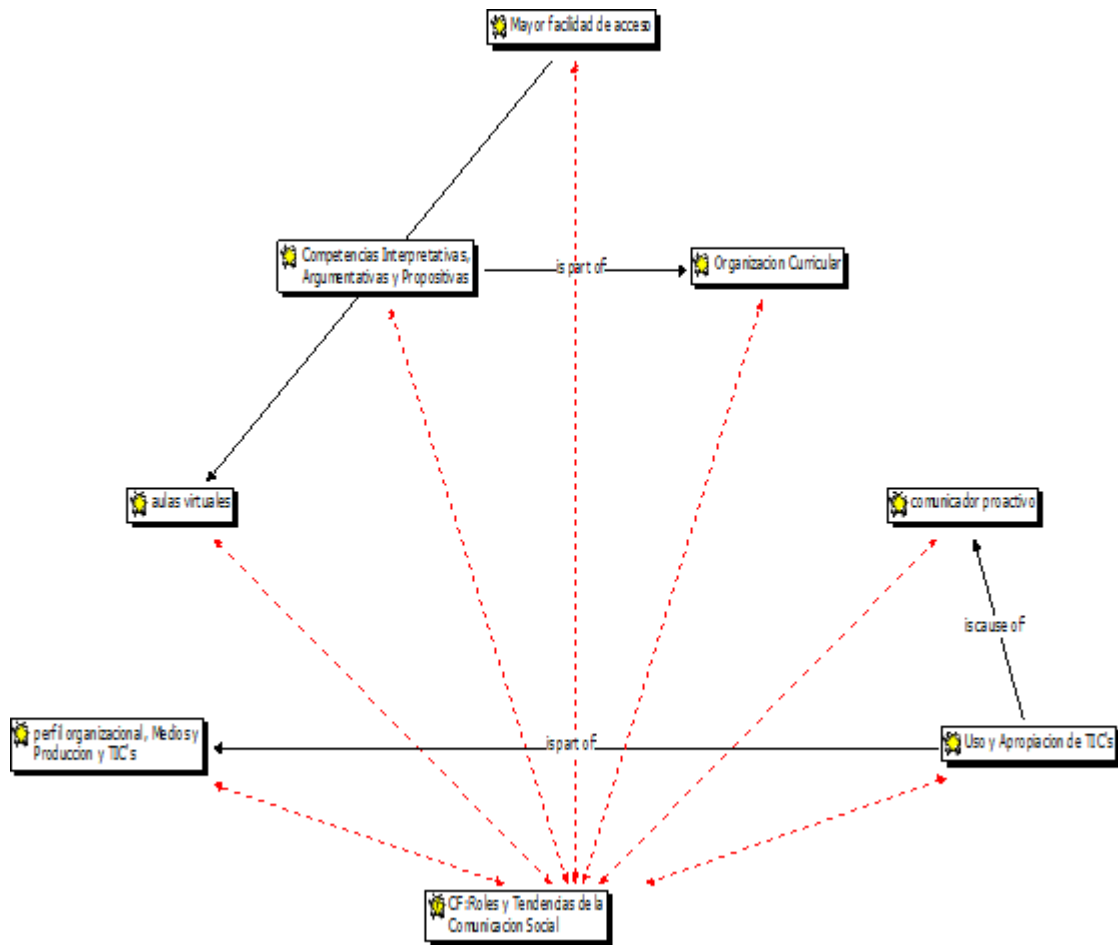 Mayor facilidad de acceso
Competencias Interpretativas,
Argumentativas y Propositivas
is part of
Organizacion Curricular
aulas virtuales
comunicador proactivo
is cause of
perfil organizacional, Medios y
Produccion y TIC's
is part of
Uso y Apropiacion de TIC's
CF:Roles y Tendencias de la
Comunicacion Social